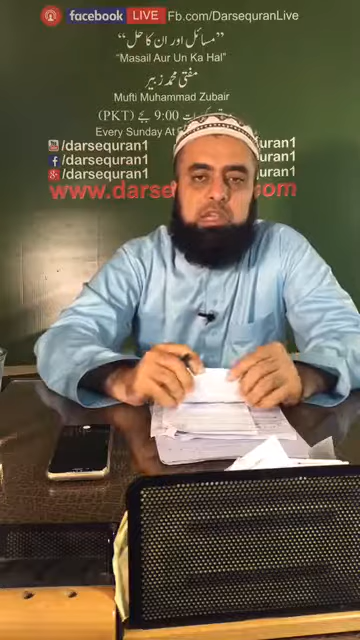 facebook LIVE Fb.com/DarsequranLive
”مسائل اور ان کا حل“
“Masail Aur Un Ka Hal”
مفتی محمد زبیر
Mufti Muhammad Zubair
9:00 بجے (PKT)
Every Sunday At
/darsequran1
/darsequran1
/darsequran1
uran1
uran1
uran1
www.darse
.com